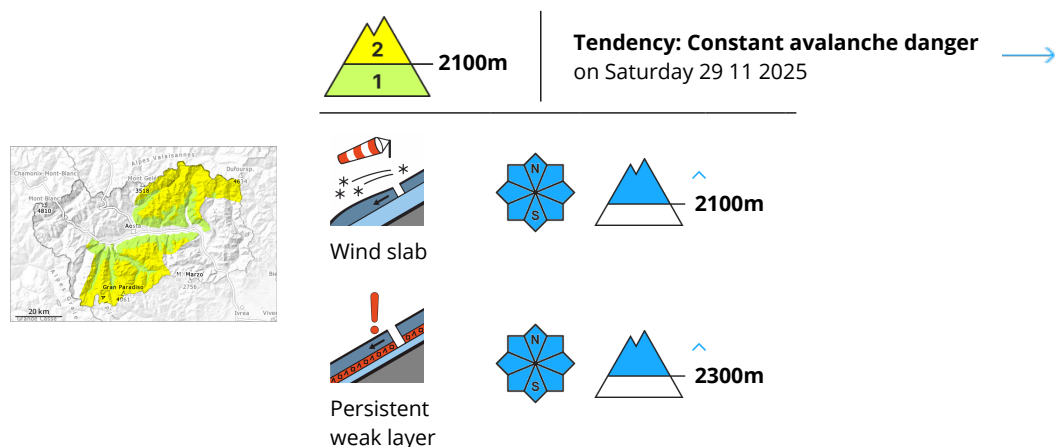 2
1
2100m
Tendency: Constant avalanche danger
on Saturday 29 11 2025
Alpes Valaisannes
Chamonix-Mont-Blanc
Mont Gelé
3518
Dufoursp.
Mont Blanc
4810
Aosta
Gran Paradiso
4061
Marzo
2756
Ivrea
20 km
N
S
2100m
Wind slab
N
S
2300m
Persistent
weak layer